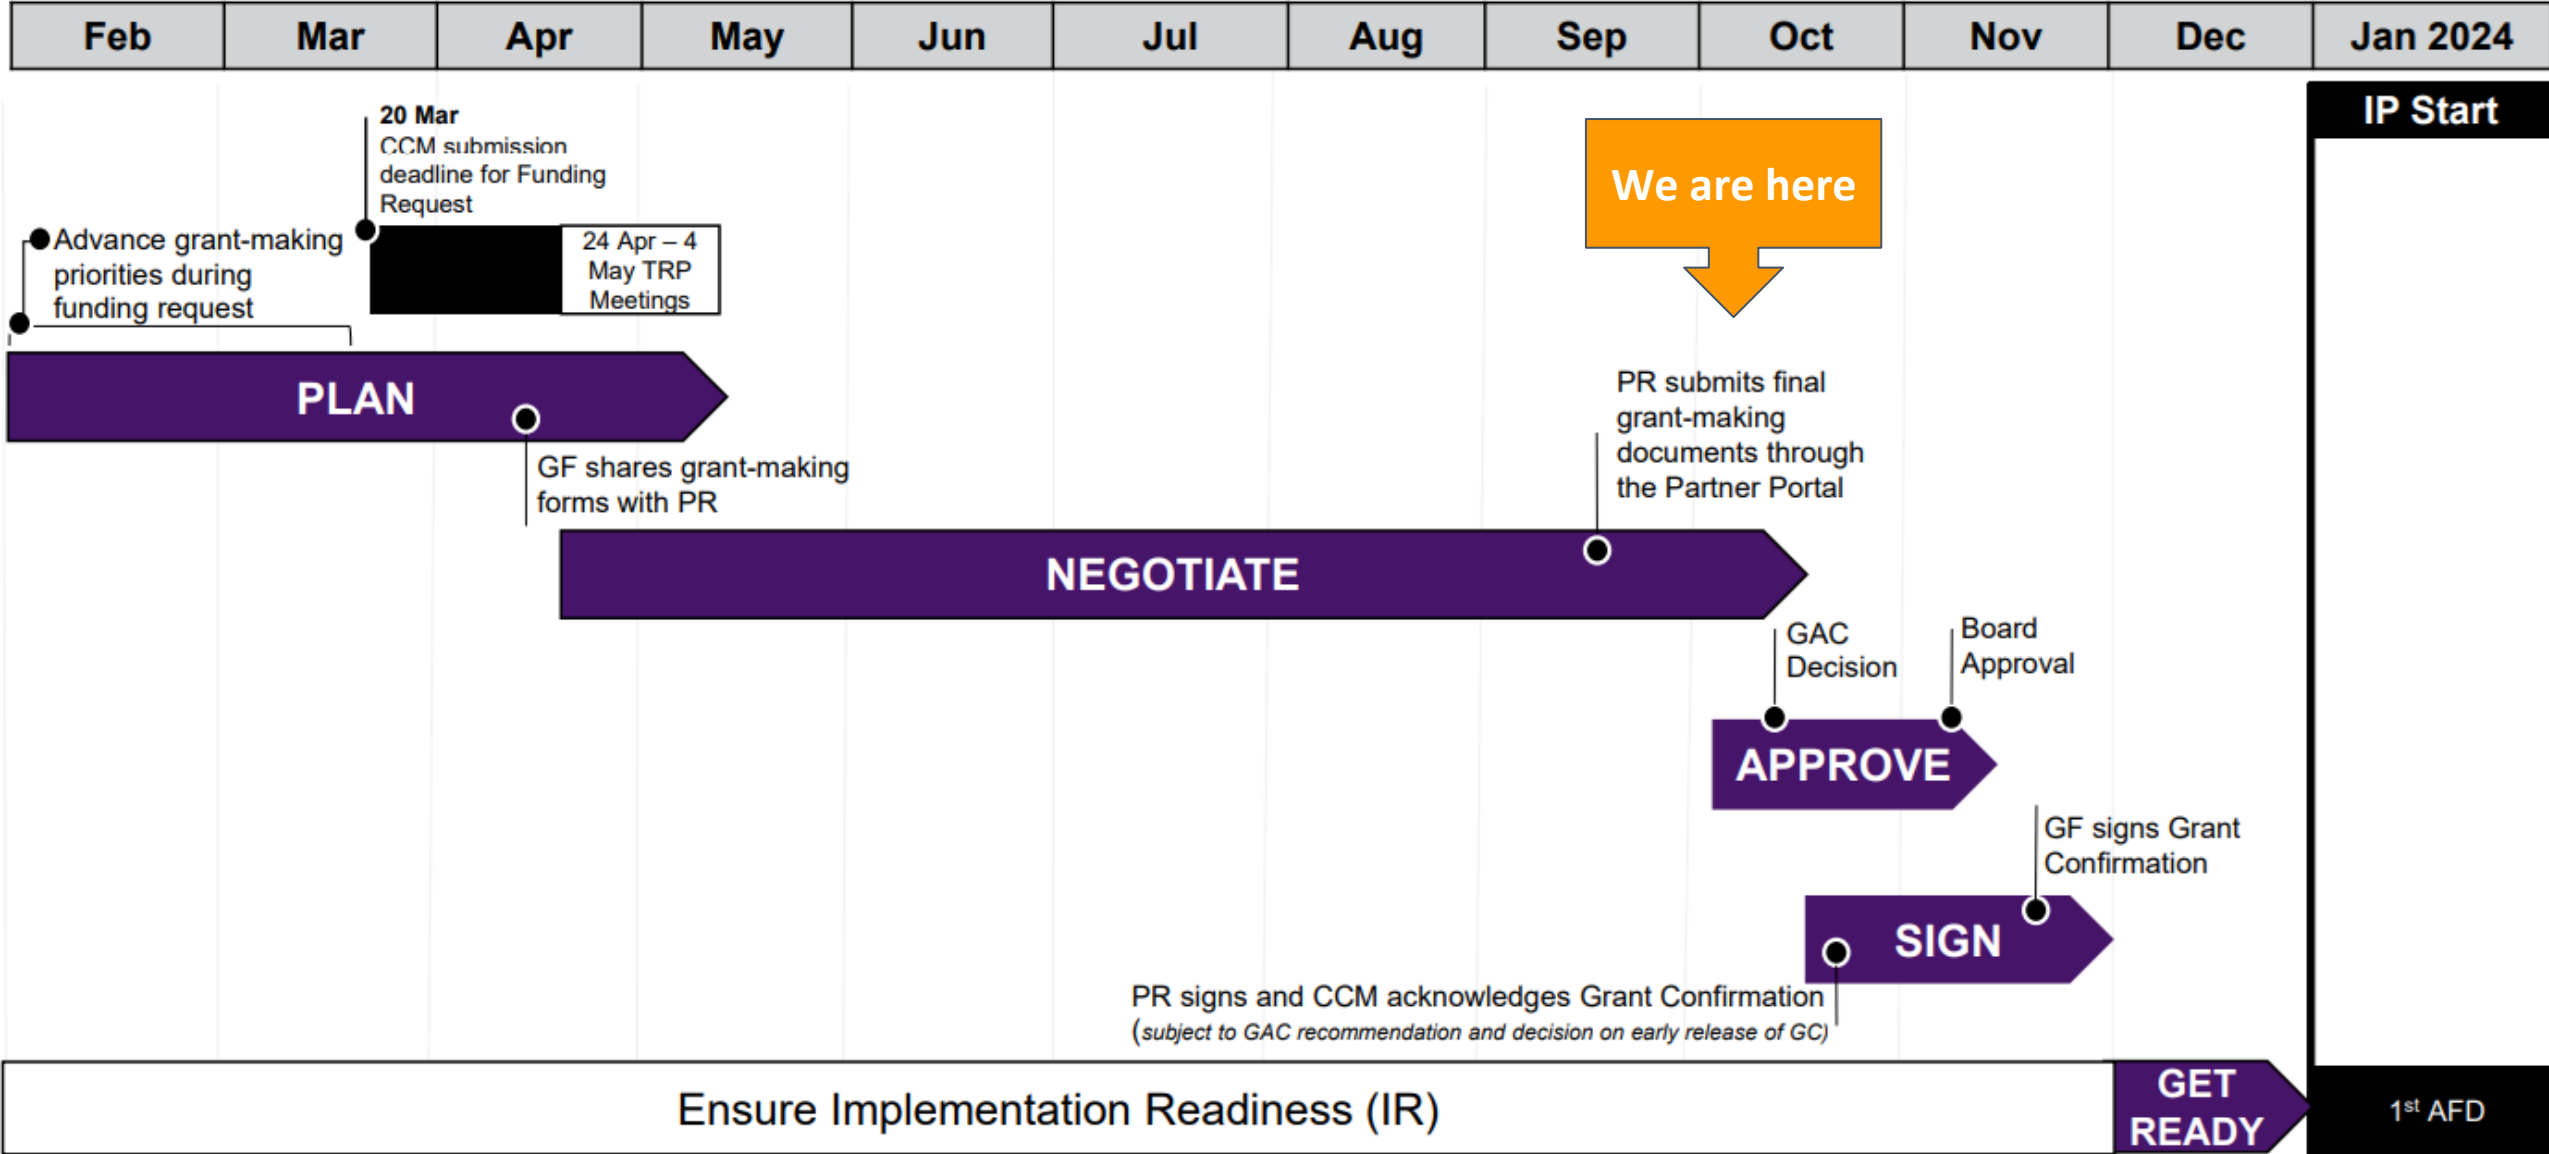 Feb Mar Apr May Jun Jul Aug Sep Oct Nov Dec Jan 2024
IP Start
20 Mar
CCM submission
deadline for Funding
Request
We are here
Advance grant-making
priorities during
funding request
24 Apr – 4
May TRP
Meetings
PLAN
GF shares grant-making
forms with PR
PR submits final
grant-making
documents through
the Partner Portal
NEGOTIATE
GAC
Decision
Board
Approval
APPROVE
GF signs Grant
Confirmation
SIGN
PR signs and CCM acknowledges Grant Confirmation
(subject to GAC recommendation and decision on early release of GC)
Ensure Implementation Readiness (IR)
GET
READY
1st AFD